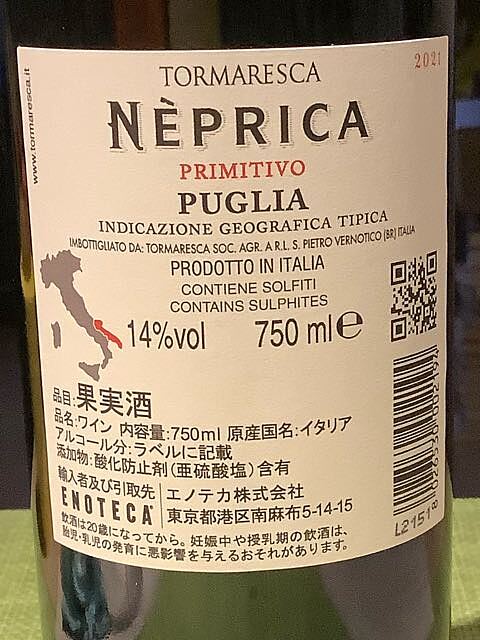 TORMARESCA
2021
www.tormaresca.it
NÈPRICA
PRIMITIVO
PUGLIA
INDICAZIONE GEOGRAFICA TIPICA
IMBOTTIGLIATO DA: TORMARESCA SOC. AGR. A R.L. S. PIETRO VERNOTICO (BR) ITALIA
PRODOTTO IN ITALIA
CONTIENE SOLFITI
CONTAINS SULPHITES
14%vol 750 ml e
品目:果実酒
品名:ワイン 内容量:750ml 原産国名:イタリア
アルコール分:ラベルに記載
添加物:酸化防止剤(亜硫酸塩)含有
輸入者及び引取先
ENOTECA
エノテカ株式会社
東京都港区南麻布5-14-15
飲酒は20歳になってから。妊娠中や授乳期の飲酒は、
胎児・乳児の発育に悪影響を与えるおそれがあります。
8 026530 002194
L21518